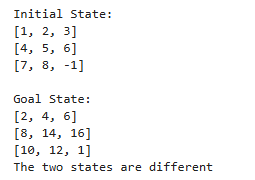 Initial State:
[1, 2, 3]
[4, 5, 6]
[7, 8, -1]
Goal State:
[2, 4, 6]
[8, 14, 16]
[10, 12, 1]
The two states are different